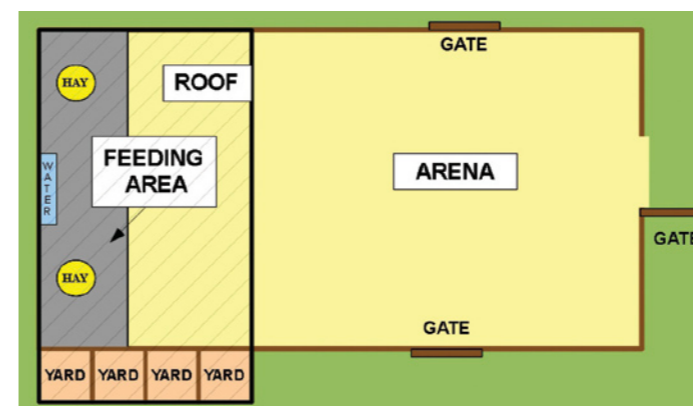 GATE
HAY
ROOF
WATER
FEEDING
AREA
ARENA
GATE
HAY
GATE
YARD YARD YARD YARD